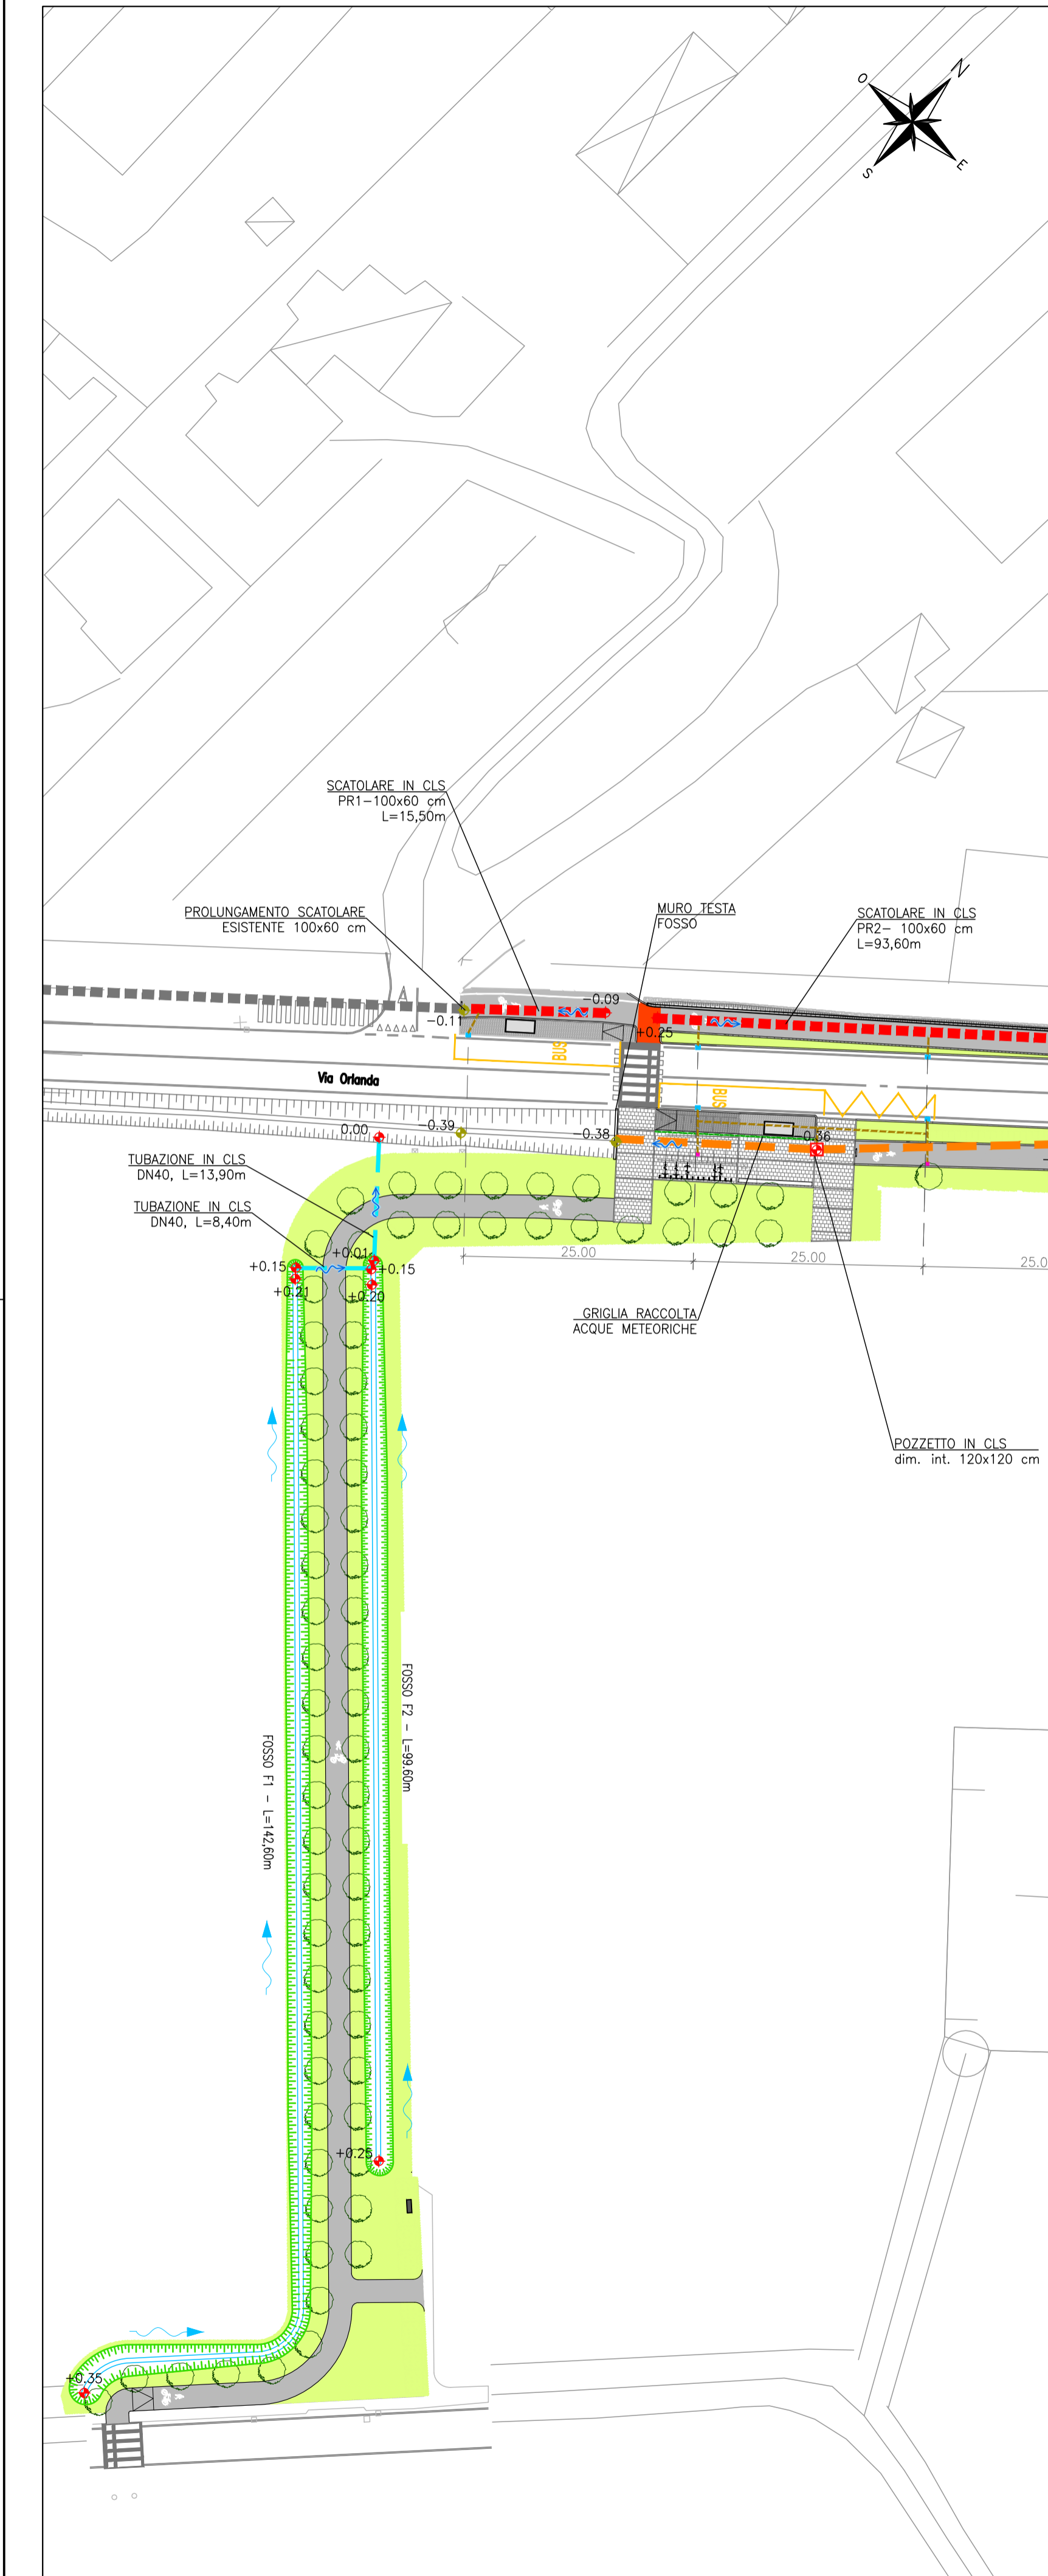 O
N
S
E
SCATOLARE IN CLS
PR1-100x60 cm
L=15,50m
PROLUNGAMENTO SCATOLARE
ESISTENTE 100x60 cm
MURO TESTA
FOSSO
SCATOLARE IN CLS
PR2- 100x60 cm
L=93,60m
A
-0.09
-0.11
+0.25
BUS
Via Orlanda
BUS
0.00
-0.39
-0.38
-0.36
TUBAZIONE IN CLS
DN40, L=13,90m
TUBAZIONE IN CLS
DN40, L=8,40m
+0.01
+0.15
+0.15
+0.21
+0.20
25.00
25.00
25.0
GRIGLIA RACCOLTA
ACQUE METEORICHE
POZZETTO IN CLS
dim. int. 120x120 cm
FOSSO F2 - L=99.60m
FOSSO F1 - L=142,60m
+0.25
+0.35